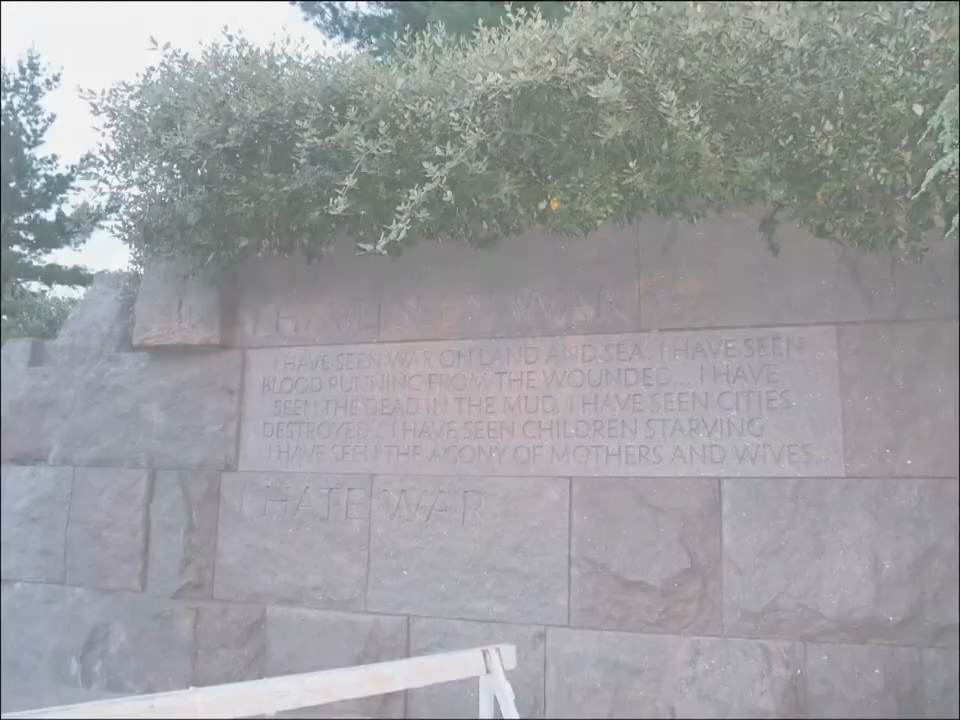 I HAVE SEEN WAR
I HAVE SEEN WAR ON LAND AND SEA. I HAVE SEEN
BLOOD RUNNING FROM THE WOUNDED... I HAVE
SEEN THE DEAD IN THE MUD. I HAVE SEEN CITIES
DESTROYED... I HAVE SEEN CHILDREN STARVING.
I HAVE SEEN THE AGONY OF MOTHERS AND WIVES...
I HATE WAR